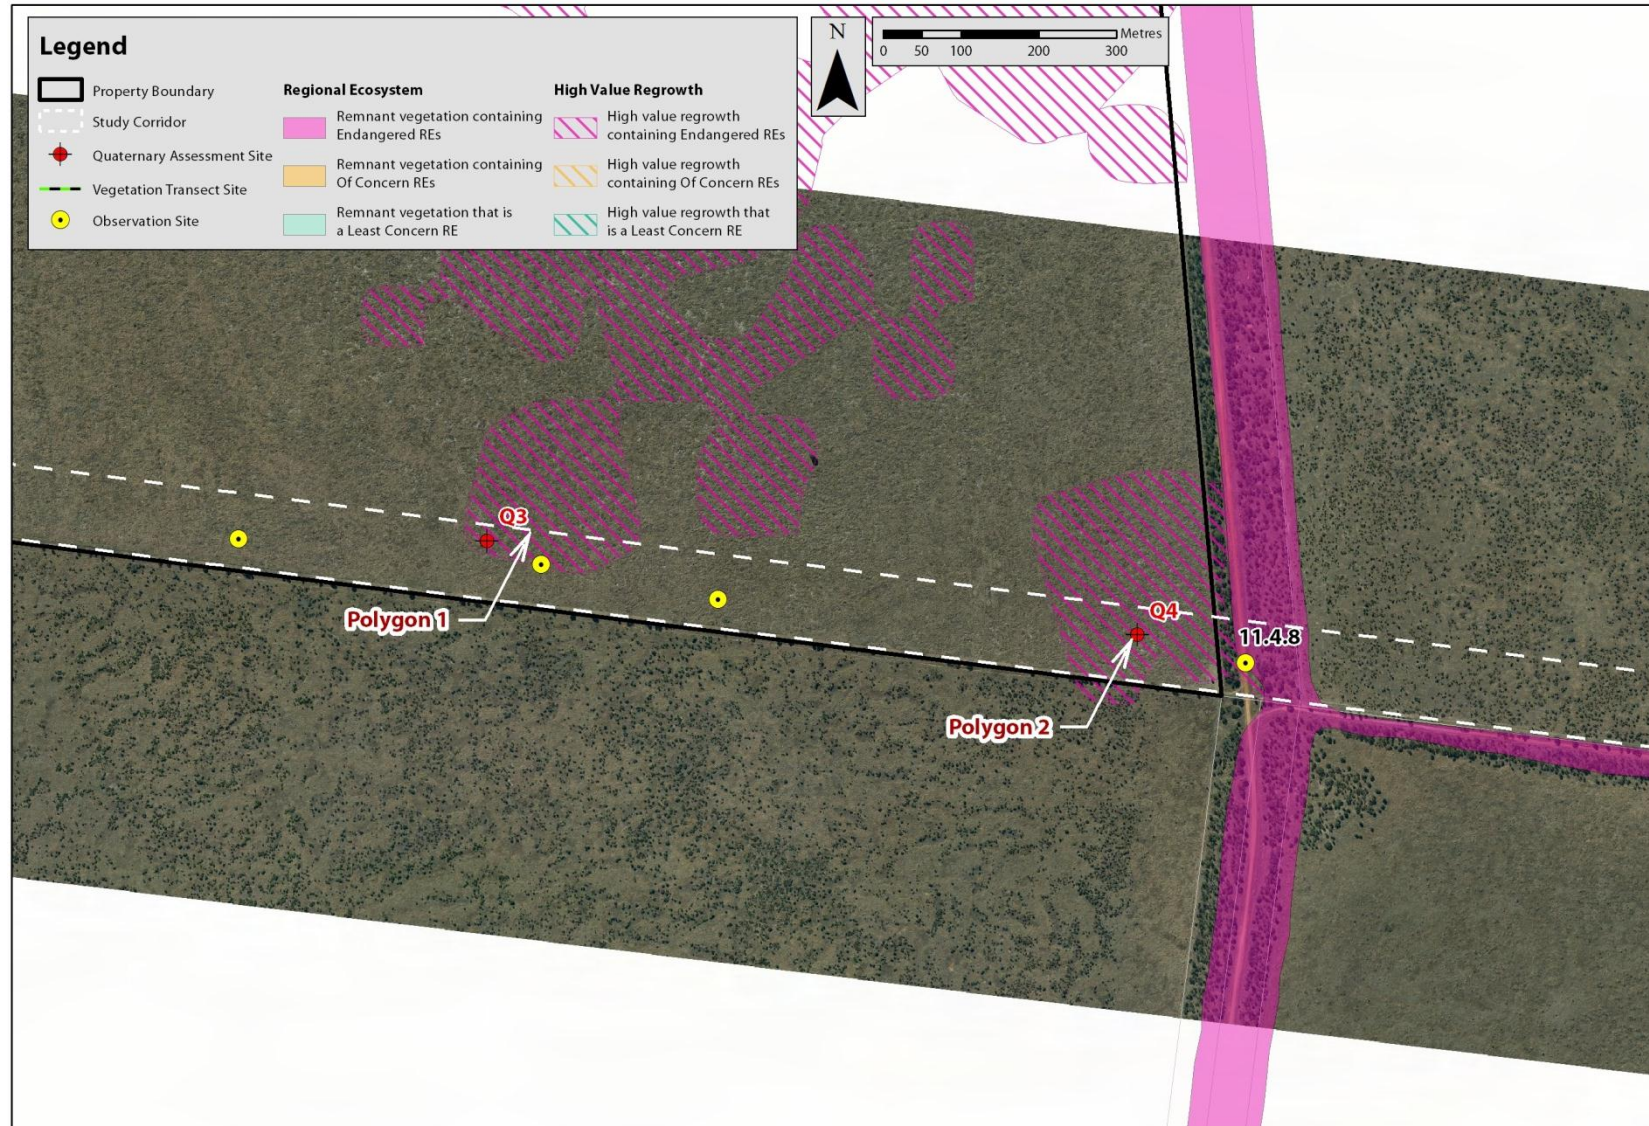 Legend
Property Boundary
Study Corridor
Quaternary Assessment Site
Vegetation Transect Site
Observation Site
Regional Ecosystem
Remnant vegetation containing
Endangered REs
Remnant vegetation containing
Of Concern REs
Remnant vegetation that is
a Least Concern RE
High Value Regrowth
High value regrowth
containing Endangered REs
High value regrowth
containing Of Concern REs
High value regrowth that
is a Least Concern RE
N
Metres
0 50 100 200 300
Q3
Polygon 1
Q4
11.4.8
Polygon 2